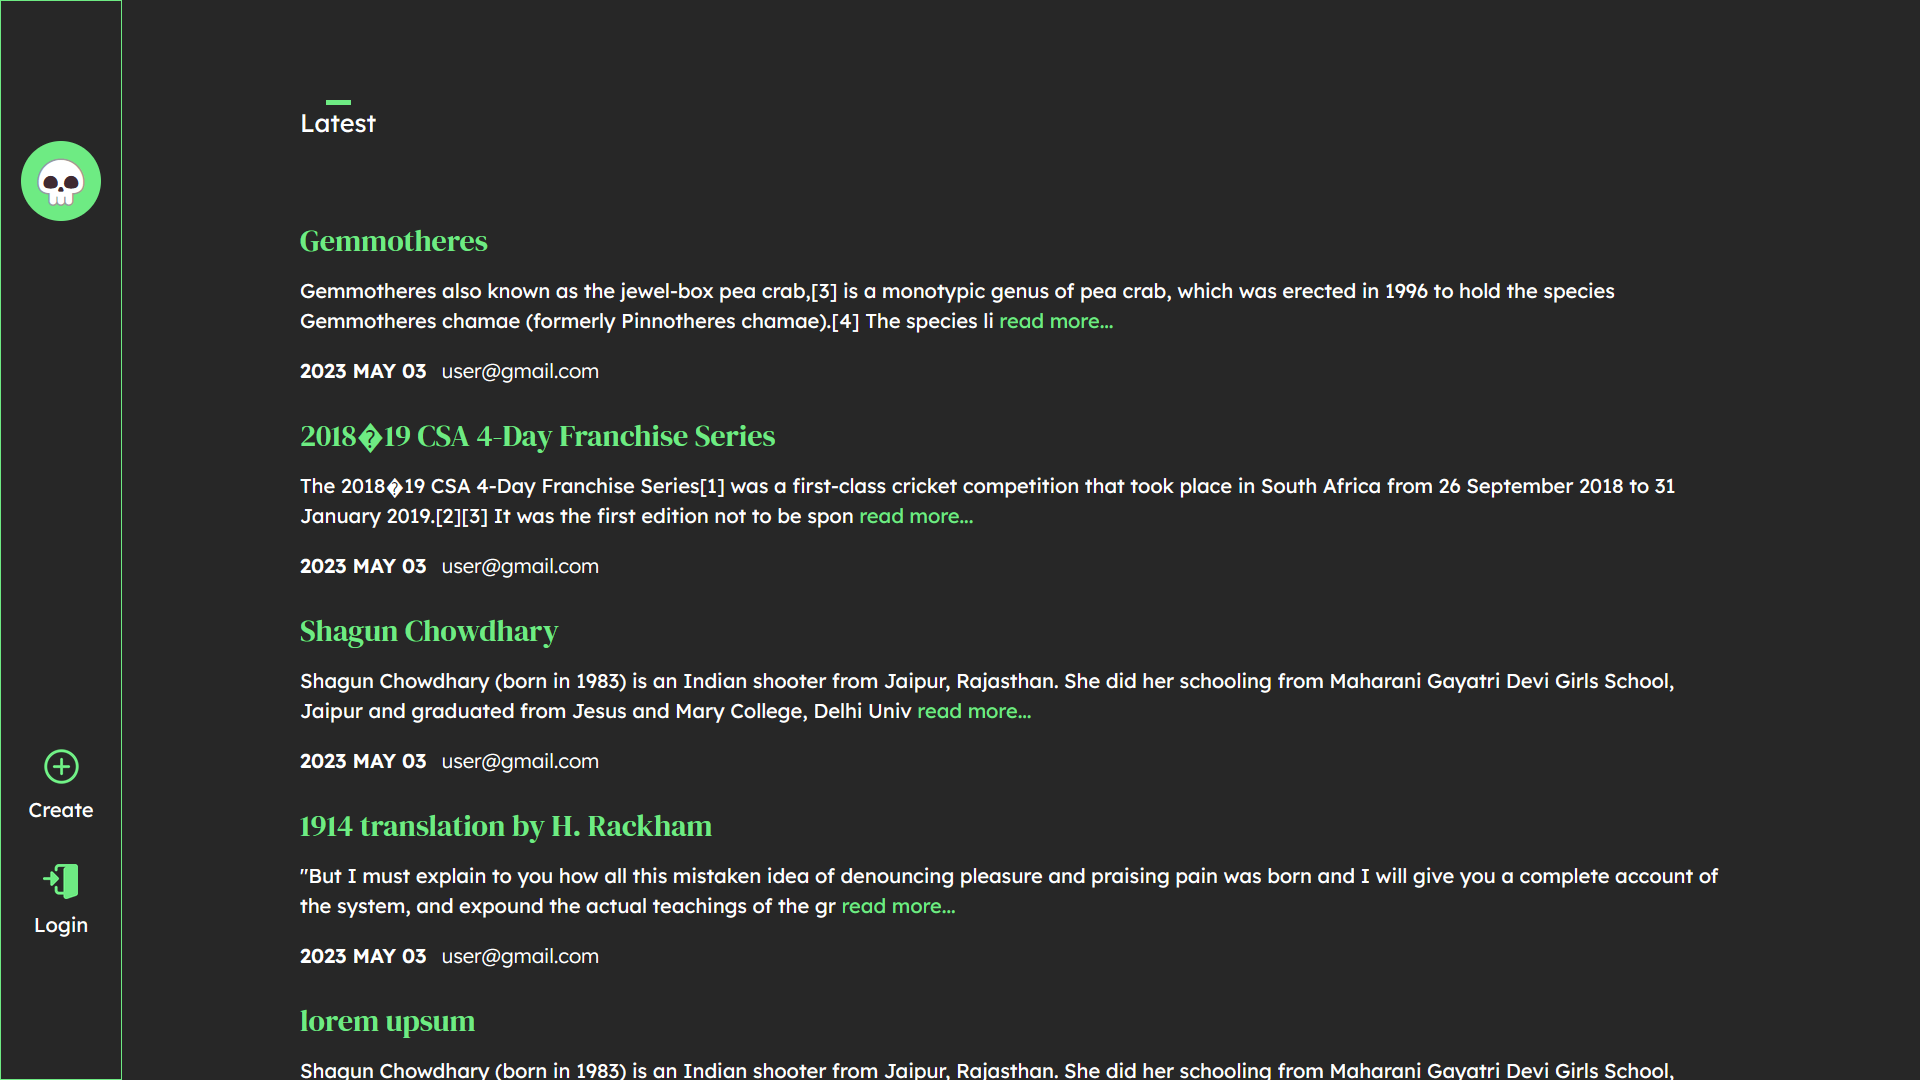 Latest
Gemmotheres
Gemmotheres also known as the jewel-box pea crab,[3] is a monotypic genus of pea crab, which was erected in 1996 to hold the species
Gemmotheres chamae (formerly Pinnotheres chamae).[4] The species li read more...
2023 MAY 03 user@gmail.com
2018�19 CSA 4-Day Franchise Series
The 2018�19 CSA 4-Day Franchise Series[1] was a first-class cricket competition that took place in South Africa from 26 September 2018 to 31
January 2019.[2][3] It was the first edition not to be spon read more...
2023 MAY 03 user@gmail.com
Shagun Chowdhary
Shagun Chowdhary (born in 1983) is an Indian shooter from Jaipur, Rajasthan. She did her schooling from Maharani Gayatri Devi Girls School,
Jaipur and graduated from Jesus and Mary College, Delhi Univ read more...
2023 MAY 03 user@gmail.com
1914 translation by H. Rackham
"But I must explain to you how all this mistaken idea of denouncing pleasure and praising pain was born and I will give you a complete account of
the system, and expound the actual teachings of the gr read more...
2023 MAY 03 user@gmail.com
lorem upsum
Shagun Chowdhary (born in 1983) is an Indian shooter from Jaipur, Rajasthan. She did her schooling from Maharani Gayatri Devi Girls School,
Create
Login